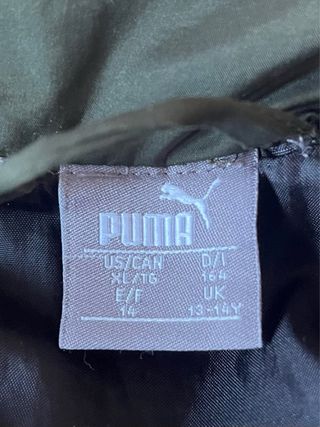 PUMA
US/CAN D/I
XL/TG 164
E/F UK
14 13-14Y